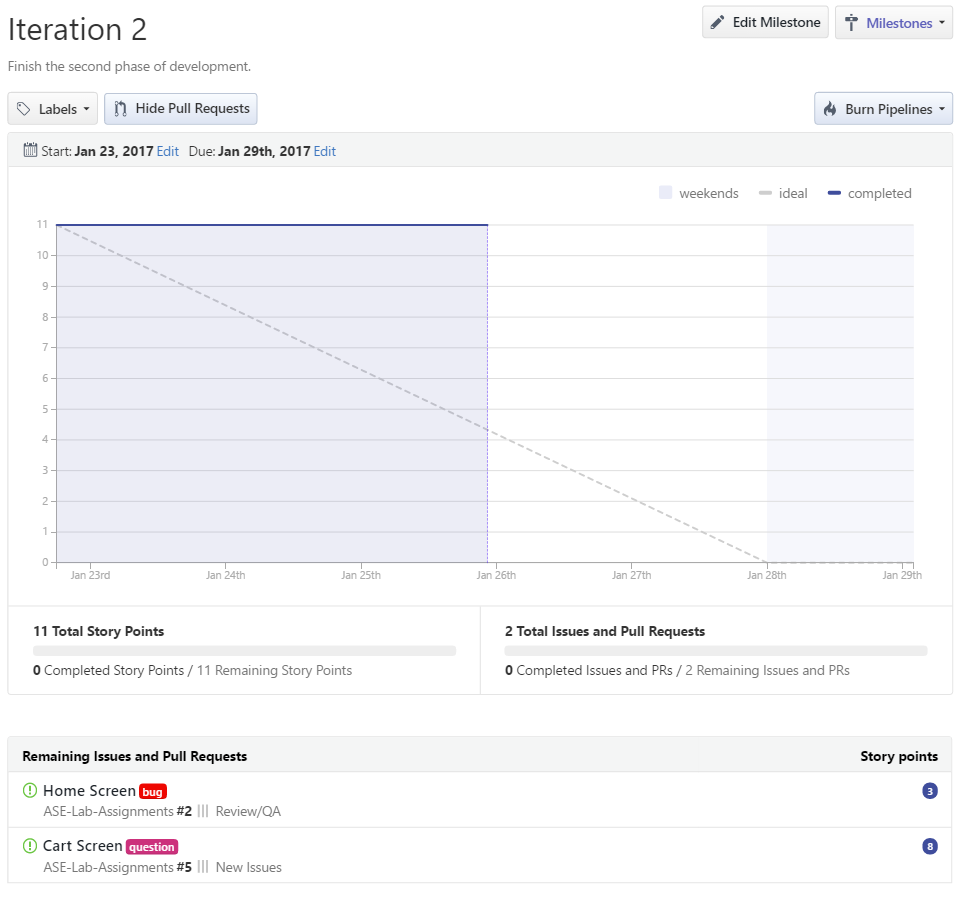 Iteration 2
Edit Milestone
Milestones
Finish the second phase of development.
Labels
Hide Pull Requests
Burn Pipelines
Start: Jan 23, 2017 Edit Due: Jan 29th, 2017 Edit
weekends ideal completed
11
10
9
8
7
6
5
4
3
2
1
0
Jan 23rd Jan 24th Jan 25th Jan 26th Jan 27th Jan 28th Jan 29th
11 Total Story Points
0 Completed Story Points / 11 Remaining Story Points
2 Total Issues and Pull Requests
0 Completed Issues and PRs / 2 Remaining Issues and PRs
Remaining Issues and Pull Requests Story points
Home Screen bug 3
ASE-Lab-Assignments #2 Review/QA
Cart Screen question 8
ASE-Lab-Assignments #5 New Issues